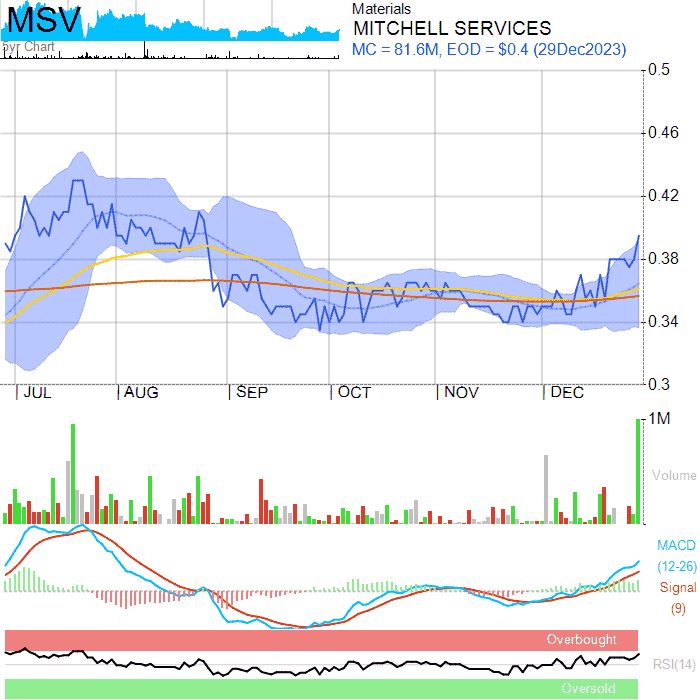 MSV
5yr Chart
Materials
MITCHELL SERVICES
MC = 81.6M, EOD = $0.4 (29Dec2023)
0.5
0.46
0.42
0.38
0.34
0.3
JUL AUG SEP OCT NOV DEC
1M
Volume
MACD
(12-26)
Signal
(9)
Overbought
RSI(14)
Oversold